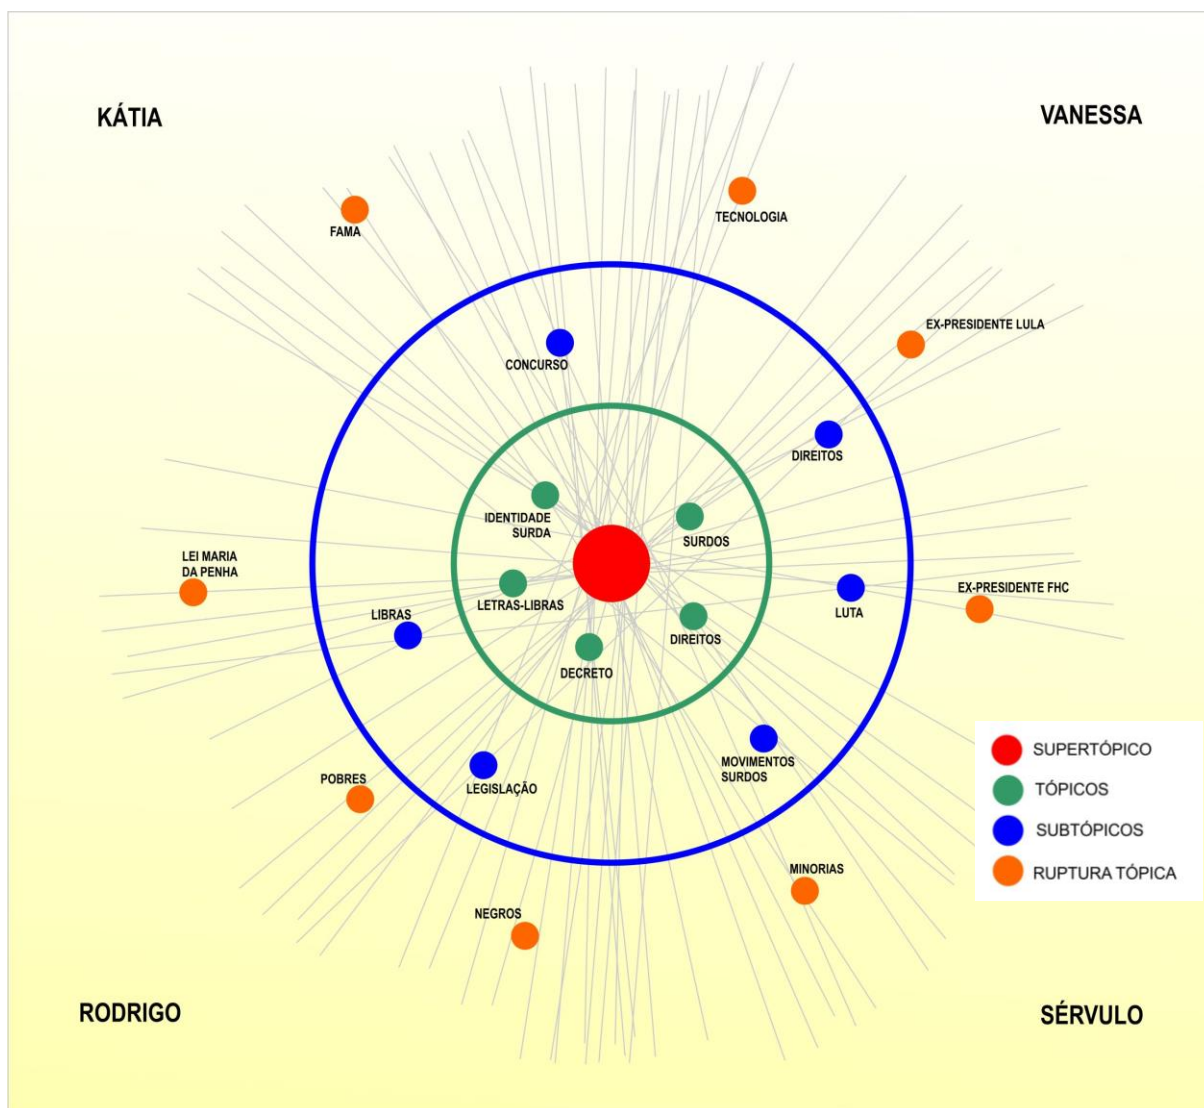 KÁTIA
VANESSA
FAMA
TECNOLOGIA
EX-PRESIDENTE LULA
CONCURSO
DIREITOS
IDENTIDADE
SURDA
SURDOS
LEI MARIA
DA PENHA
LETRAS-LIBRAS
LUTA
EX-PRESIDENTE FHC
LIBRAS
DIREITOS
DECRETO
MOVIMENTOS
SURDOS
POBRES
LEGISLAÇÃO
MINORIAS
NEGROS
SUPERTÓPICO
TÓPICOS
SUBTÓPICOS
RUPTURA TÓPICA
RODRIGO
SÉRVULO